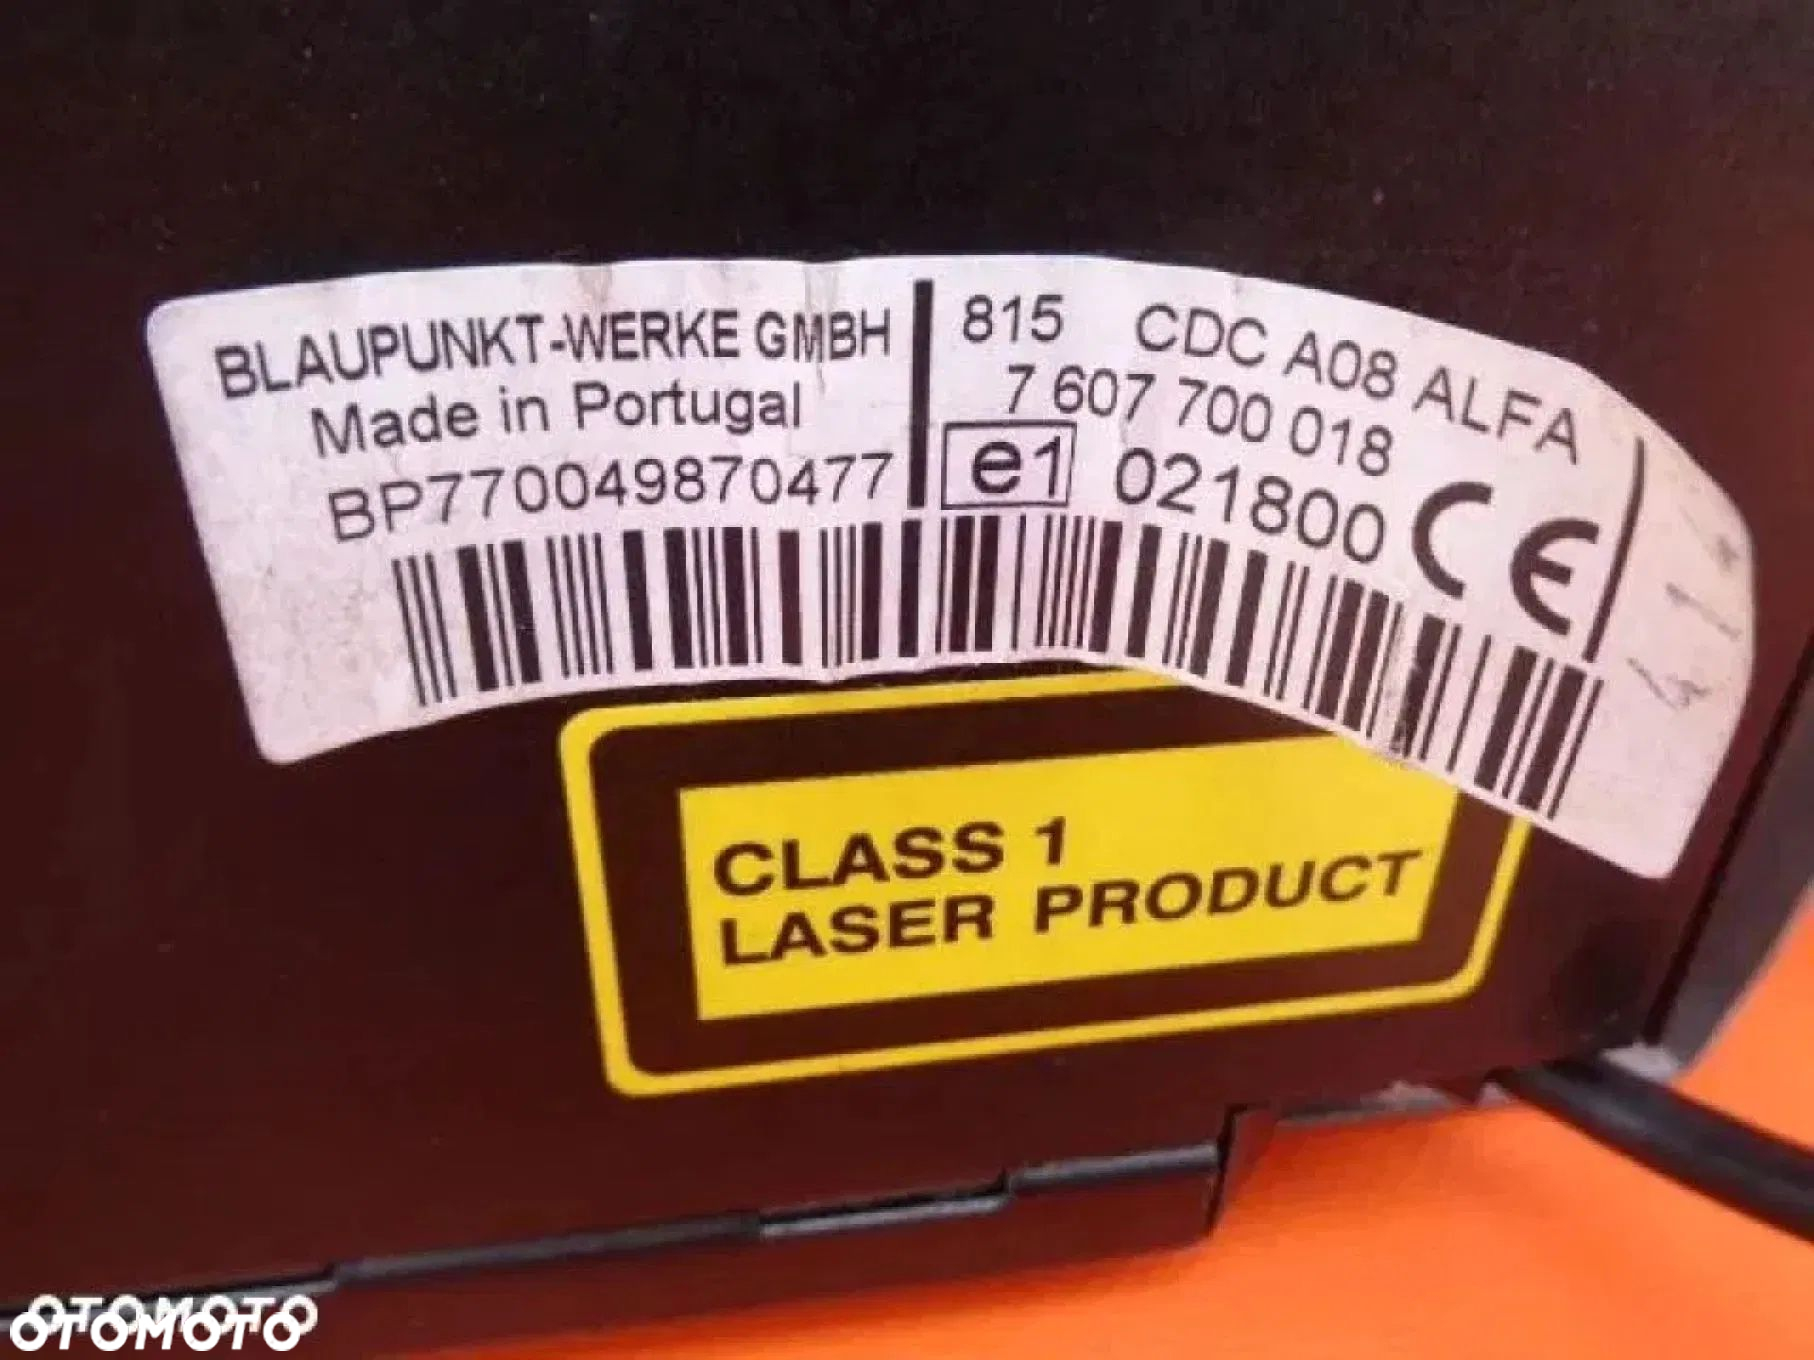 BLAUPUNKT-WERKE GMBH
Made in Portugal
BP770049870477
815 CDC A08 ALFA
7 607 700 018
e1 021800 CE
CLASS 1
LASER PRODUCT
OTOMOTO
OTOMOTO